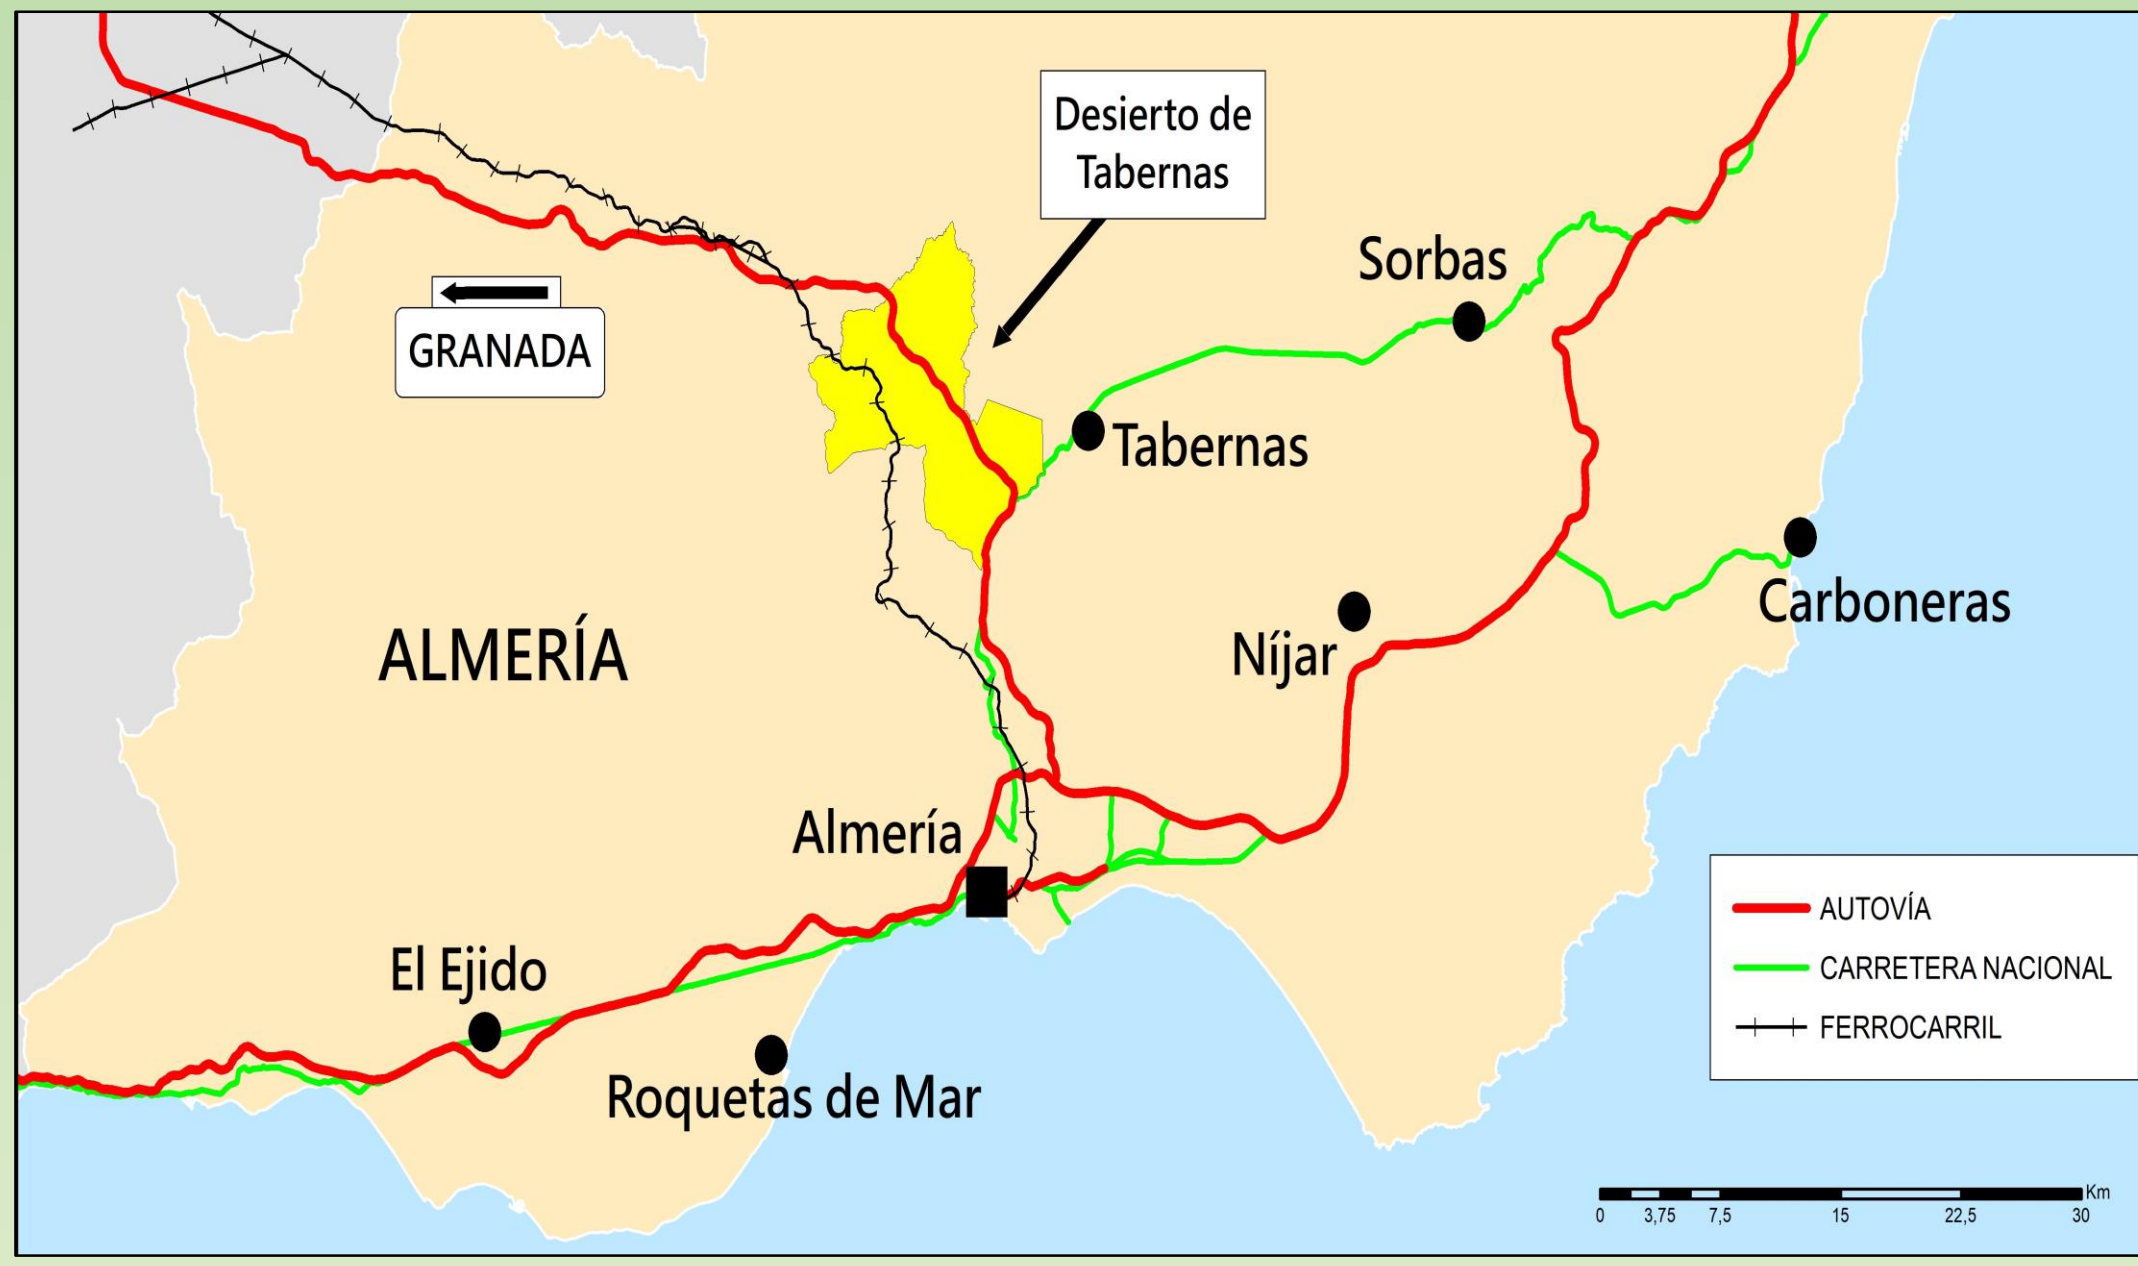 Desierto de
Tabernas
Sorbas
GRANADA
Tabernas
Carboneras
ALMERÍA
Níjar
Almería
El Ejido
Roquetas de Mar
AUTOVÍA
CARRETERA NACIONAL
FERROCARRIL
Km
0 3,75 7,5 15 22,5 30